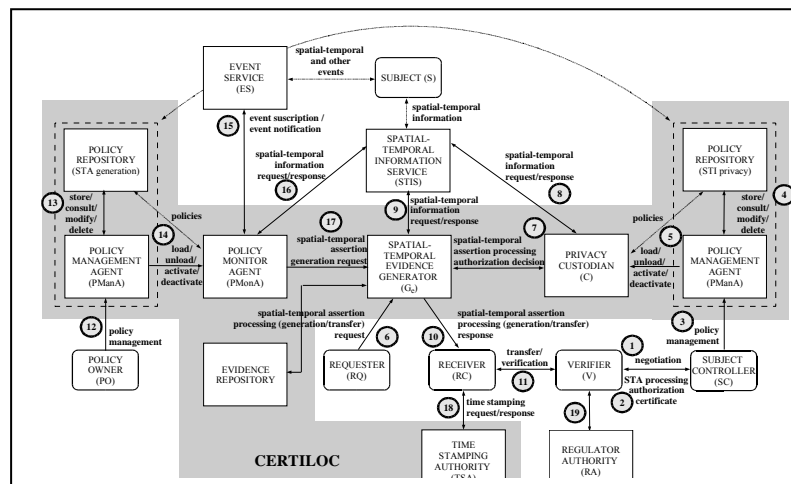 EVENT
SERVICE
(ES)
spatial-temporal
and other
events
SUBJECT (S)
15
event suscription /
event notification
spatial-temporal
information
POLICY
REPOSITORY
(STA generation)
SPATIAL-
TEMPORAL
INFORMATION
SERVICE
(STIS)
POLICY
REPOSITORY
(STI privacy)
spatial-temporal
information
request/response
16
spatial-temporal
information
request/response
8
13
store/
consult/
modify/
delete
14
policies
17
9
spatial-temporal
information
request/response
7
policies
5
store/
consult/
modify/
delete
4
POLICY
MANAGEMENT
AGENT
(PManA)
load/
unload/
activate/
deactivate
POLICY
MONITOR
AGENT
(PMonA)
spatial-temporal
assertion
generation request
SPATIAL-
TEMPORAL
EVIDENCE
GENERATOR
(Ge)
spatial-temporal
assertion processing
authorization decision
PRIVACY
CUSTODIAN
(C)
load/
unload/
activate/
deactivate
POLICY
MANAGEMENT
AGENT
(PManA)
12
policy
management
spatial-temporal assertion
processing (generation/transfer)
request
6
10
spatial-temporal assertion
processing (generation/transfer)
response
3
policy
management
POLICY
OWNER
(PO)
EVIDENCE
REPOSITORY
REQUESTER
(RQ)
RECEIVER
(RC)
transfer/
verification
11
VERIFIER
(V)
1
negotiation
STA processing
authorization
certificate
2
SUBJECT
CONTROLLER
(SC)
18
time stamping
request/response
19
CERTILOC
TIME
STAMPING
AUTHORITY
(TSA)
REGULATOR
AUTHORITY
(RA)